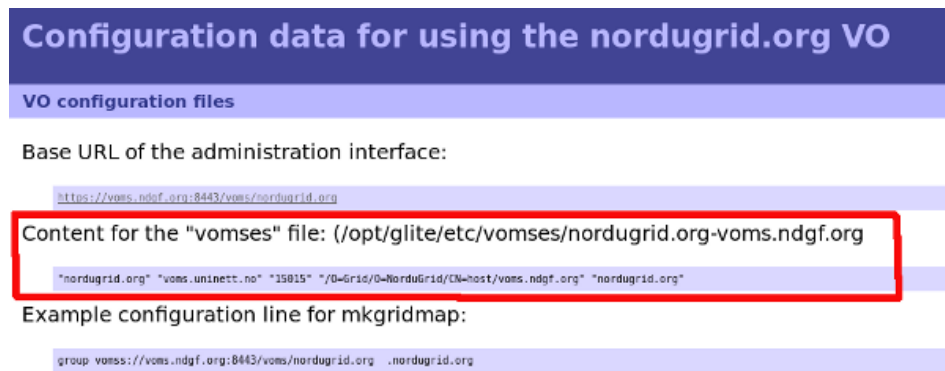 Configuration data for using the nordugrid.org VO
VO configuration files
Base URL of the administration interface:
https://voms.ndgf.org:8443/voms/nordugrid.org
Content for the "vomses" file: (/opt/glite/etc/vomses/nordugrid.org-voms.ndgf.org
"nordugrid.org" "voms.uninett.no" "15015" "/O=Grid/O=NorduGrid/CN=host/voms.ndgf.org" "nordugrid.org"
Example configuration line for mkgridmap:
group vomss://voms.ndgf.org:8443/voms/nordugrid.org .nordugrid.org